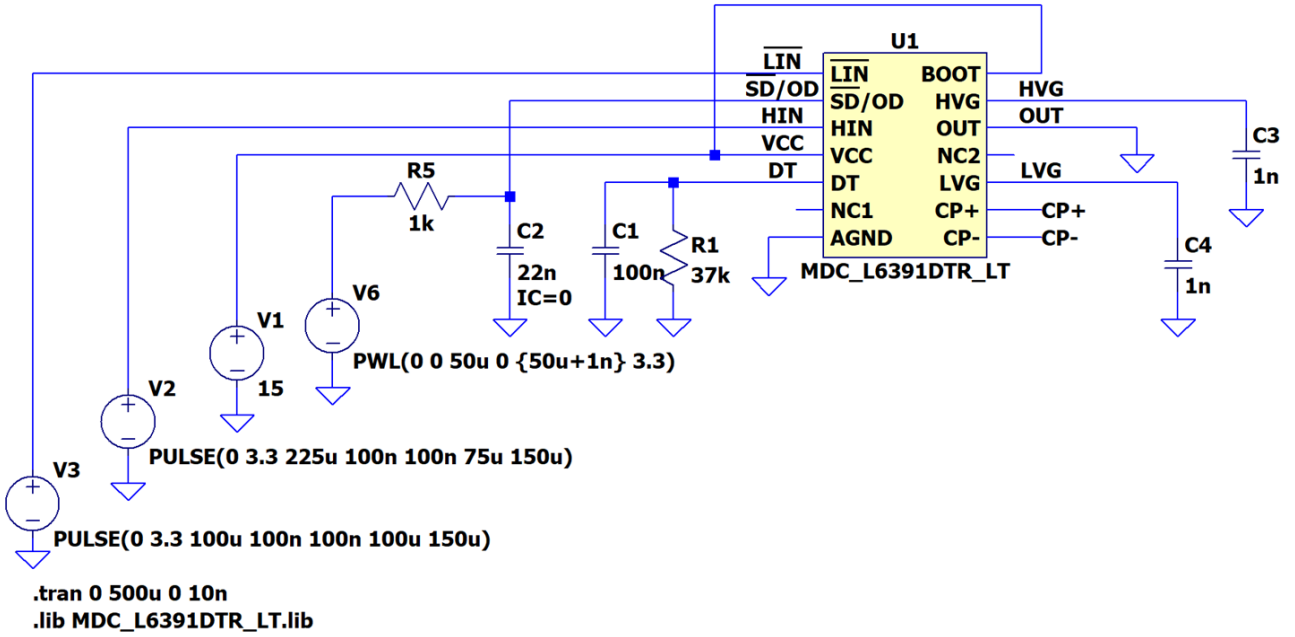 U1
LIN
SD/OD
HIN
VCC
DT
LIN
SD/OD
HIN
VCC
DT
NC1
AGND
BOOT
HVG
OUT
NC2
LVG
CP+
CP-
MDC_L6391DTR_LT
HVG
OUT
LVG
CP+
CP-
C3
1n
C4
1n
R5
1k
C2
22n
IC=0
C1
100n
R1
37k
V6
PWL(0 0 50u 0 {50u+1n} 3.3)
V1
15
V2
PULSE(0 3.3 225u 100n 100n 75u 150u)
V3
PULSE(0 3.3 100u 100n 100n 100u 150u)
.tran 0 500u 0 10n
.lib MDC_L6391DTR_LT.lib